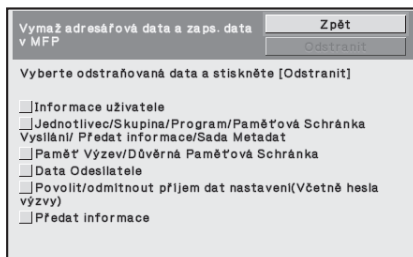 Vymaž adresářová data a zaps. data
v MFP
Zpět
Odstranit
Vyberte odstraňovaná data a stiskněte [Odstranit]
Informace uživatele
Jednotlivec/Skupina/Program/Paměťová Schránka
Vysílání/ Předat informace/Sada Metadat
Paměť Výzev/Důvěrná Paměťová Schránka
Data Odesílatele
Povolit/odmítnout příjem dat nastavení(Včetně hesla
výzvy)
Předat informace